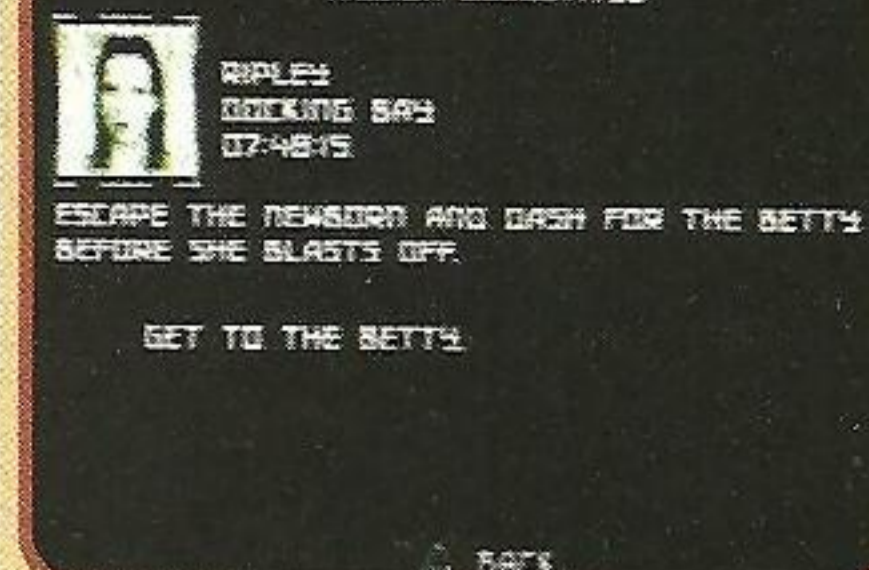 RIPLEY
DOCKING BAY
07:48:15
ESCAPE THE NEWBORN AND DASH FOR THE BETTY
BEFORE SHE BLASTS OFF.
GET TO THE BETTY.
BACK